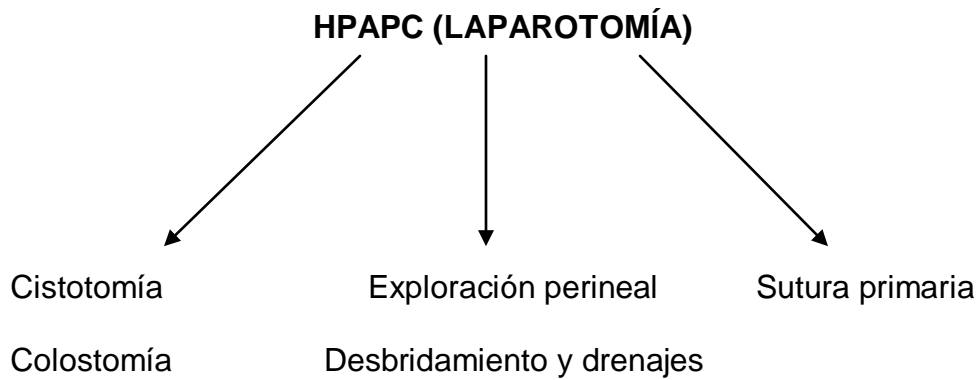 HPAPC (LAPAROTOMÍA)
Cistotomía Exploración perineal Sutura primaria
Colostomía Desbridamiento y drenajes